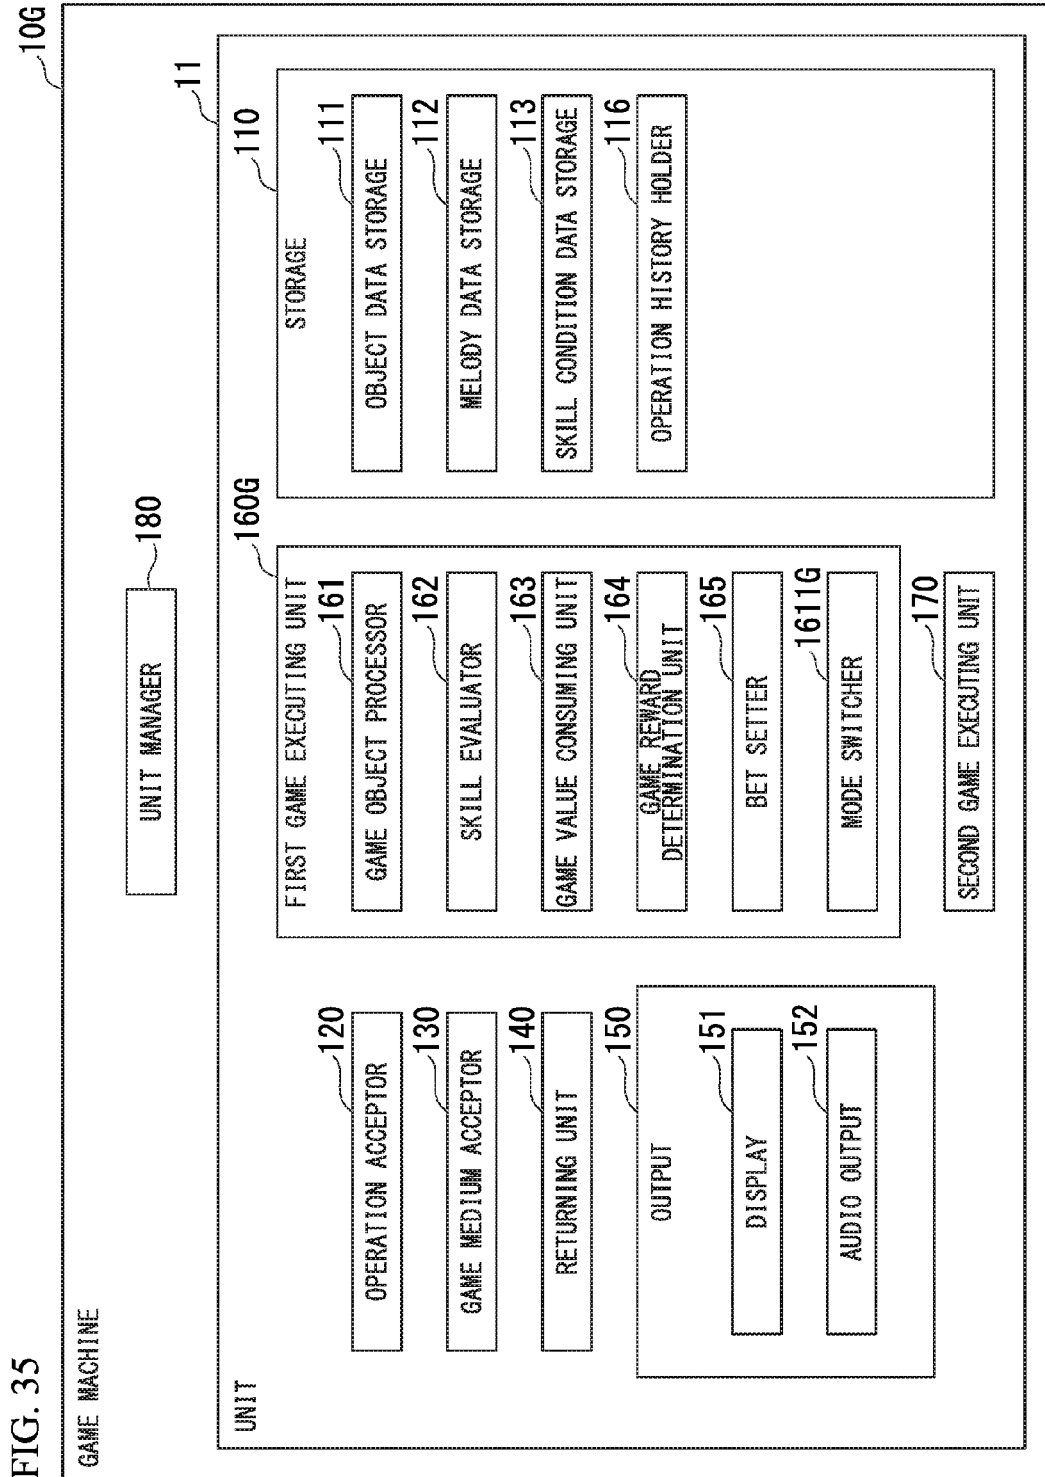 FIG. 35
10G
GAME MACHINE
UNIT MANAGER
180
11
UNIT
OPERATION ACCEPTOR
120
GAME MEDIUM ACCEPTOR
130
RETURNING UNIT
140
OUTPUT
150
DISPLAY
151
AUDIO OUTPUT
152
FIRST GAME EXECUTING UNIT
160G
GAME OBJECT PROCESSOR
161
SKILL EVALUATOR
162
GAME VALUE CONSUMING UNIT
163
GAME REWARD
DETERMINATION UNIT
164
BET SETTER
165
MODE SWITCHER
1611G
SECOND GAME EXECUTING UNIT
170
STORAGE
110
OBJECT DATA STORAGE
111
MELODY DATA STORAGE
112
SKILL CONDITION DATA STORAGE
113
OPERATION HISTORY HOLDER
116